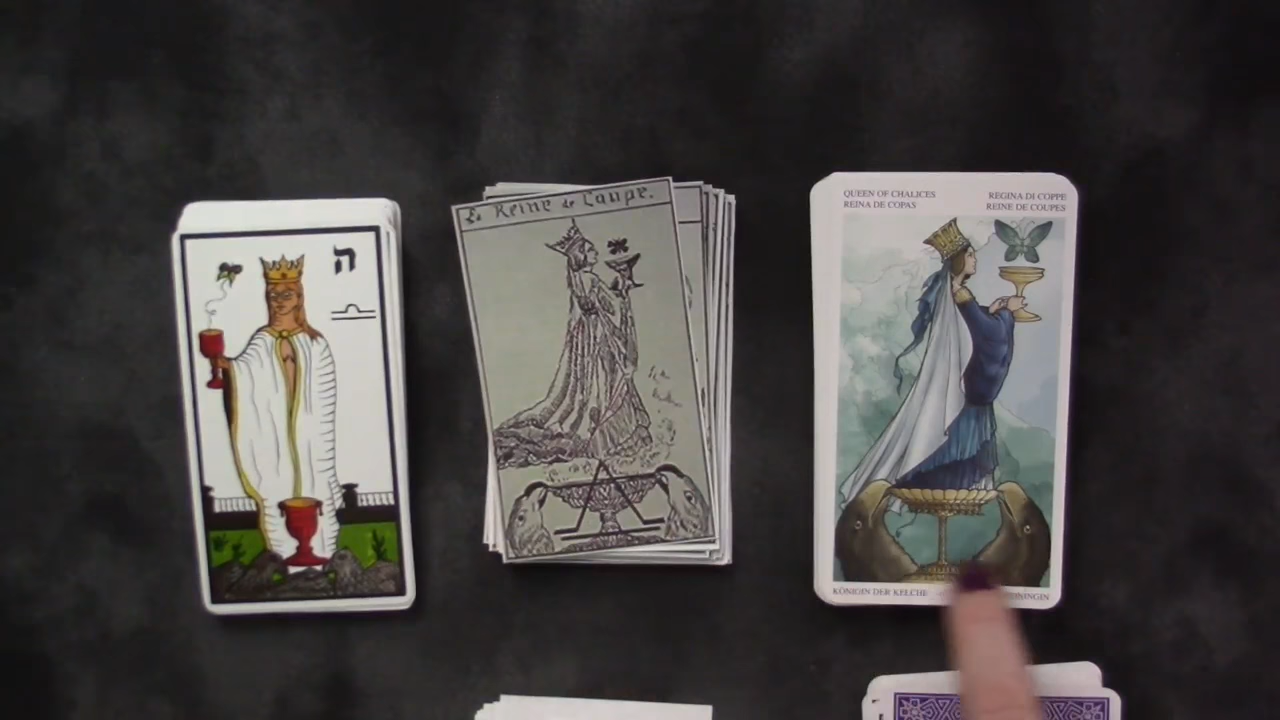 ה
♎
La Reine de Coupe.
QUEEN OF CHALICES
REINA DE COPAS
REGINA DI COPPE
REINE DE COUPES
KÖNIGIN DER KELCHE